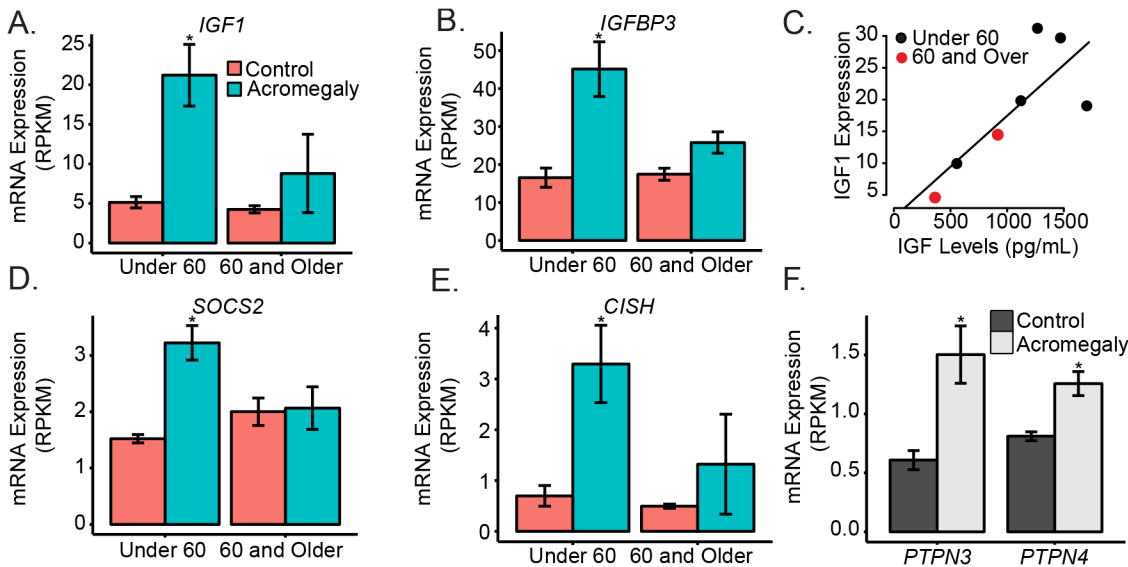 A.
IGF1
mRNA Expression
(RPKM)
25
20
15
10
5
0
Control
Acromegaly
*
Under 60
60 and Older
B.
IGFBP3
mRNA Expression
(RPKM)
50
40
30
20
10
0
*
Under 60
60 and Older
C.
Under 60
60 and Over
IGF1 Expresssion
30
25
20
15
10
5
0
500
1000
1500
IGF Levels (pg/mL)
D.
SOCS2
mRNA Expression
(RPKM)
3
2
1
0
*
Under 60
60 and Older
E.
CISH
mRNA Expression
(RPKM)
4
3
2
1
0
*
Under 60
60 and Older
F.
Control
Acromegaly
mRNA Expression
(RPKM)
1.5
1.0
0.5
0.0
*
*
PTPN3
PTPN4